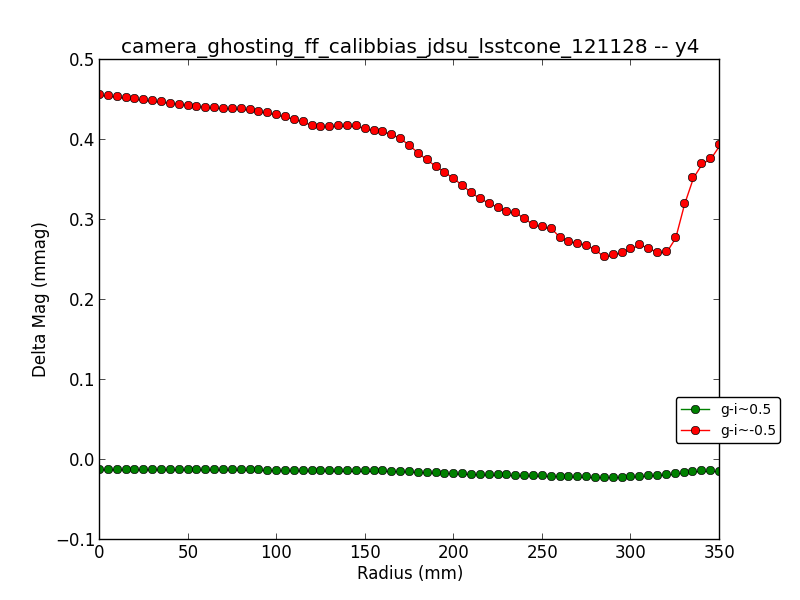 camera_ghosting_ff_calibbias_jdsu_lsstcone_121128 -- y4
0.5
0.4
0.3
0.2
0.1
0.0
−0.1
Delta Mag (mmag)
g-i~0.5
g-i~-0.5
0 50 100 150 200 250 300 350
Radius (mm)